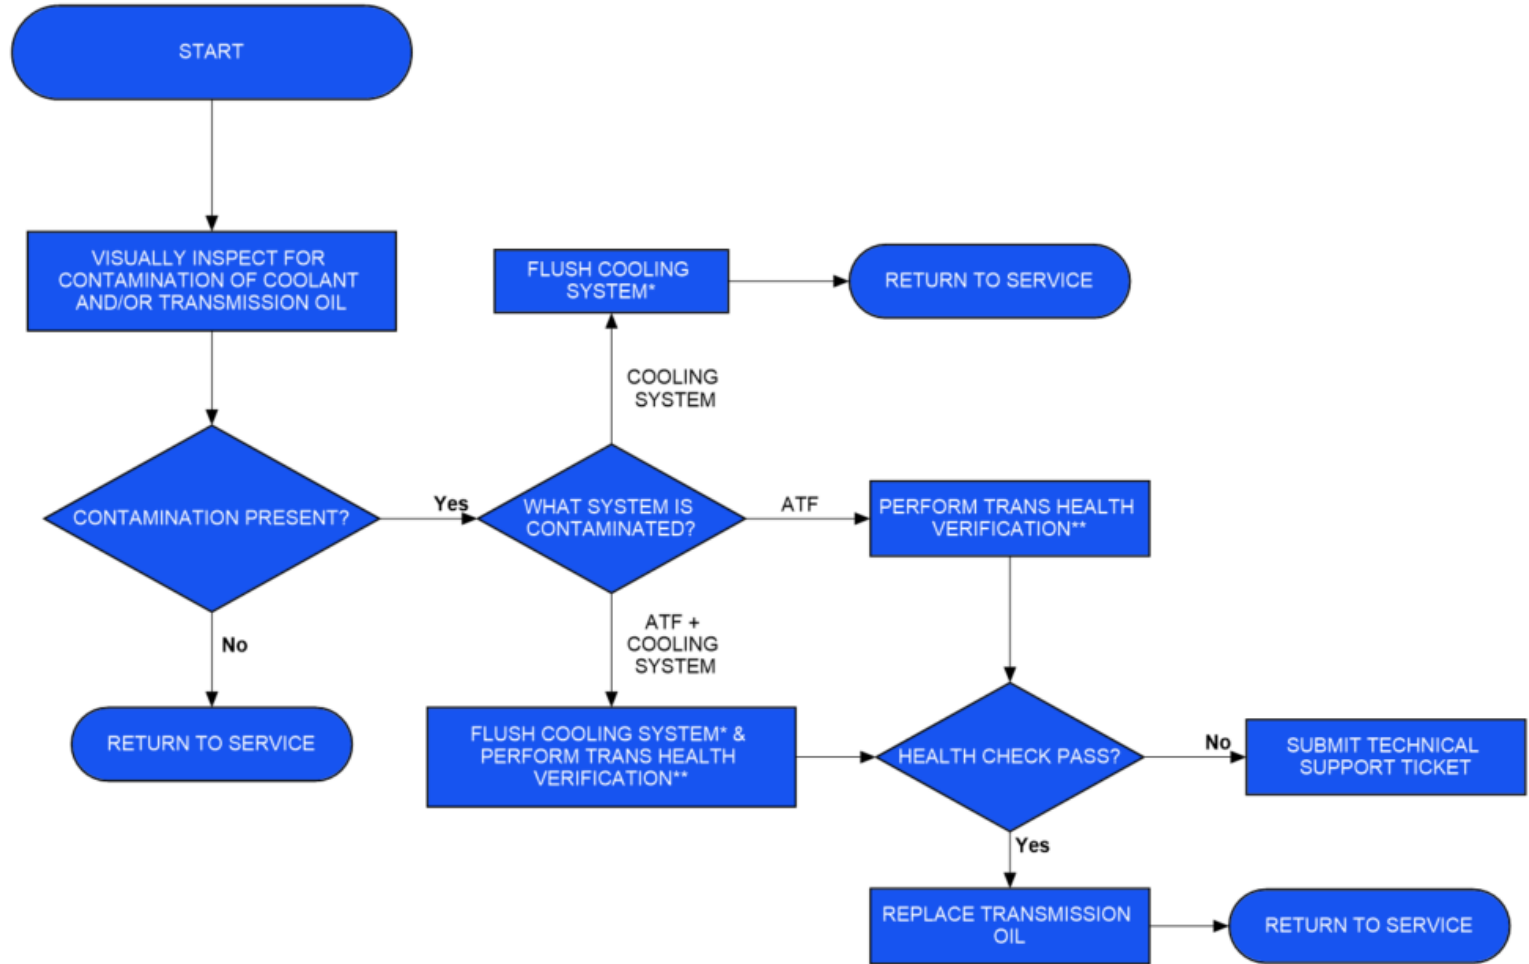 START
VISUALLY INSPECT FOR
CONTAMINATION OF COOLANT
AND/OR TRANSMISSION OIL
CONTAMINATION PRESENT?
No
RETURN TO SERVICE
Yes
WHAT SYSTEM IS
CONTAMINATED?
COOLING
SYSTEM
FLUSH COOLING
SYSTEM*
RETURN TO SERVICE
ATF
PERFORM TRANS HEALTH
VERIFICATION**
ATF +
COOLING
SYSTEM
FLUSH COOLING SYSTEM* &
PERFORM TRANS HEALTH
VERIFICATION**
HEALTH CHECK PASS?
No
SUBMIT TECHNICAL
SUPPORT TICKET
Yes
REPLACE TRANSMISSION
OIL
RETURN TO SERVICE